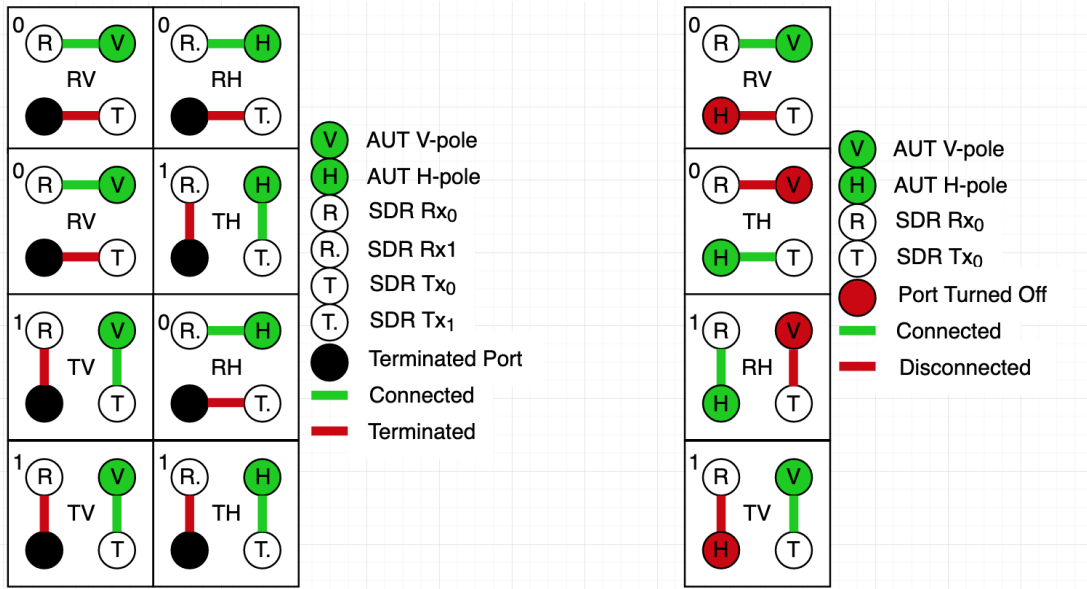 0 R V 0 R. H
RV RH
T T.
0 R V 1 R. H
RV TH
T T.
1 R V 0 R. H
TV RH
T T.
1 R V 1 R. H
TV TH
T T.
V AUT V-pole
H AUT H-pole
R SDR Rx0
R. SDR Rx1
T SDR Tx0
T. SDR Tx1
Terminated Port
Connected
Terminated
0 R V
RV
H T
0 R V
TH
H T
1 R V
RH
H T
1 R V
TV
H T
V AUT V-pole
H AUT H-pole
R SDR Rx0
T SDR Tx0
Port Turned Off
Connected
Disconnected